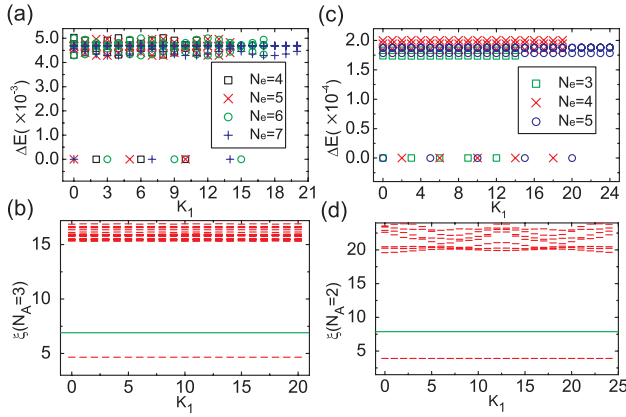 (a)
ΔE( ×10⁻³)
5.0
4.0
3.0
2.0
1.0
0.0
Nₑ=4
Nₑ=5
Nₑ=6
Nₑ=7
0 3 6 9 12 15 18 21
K₁
(c)
ΔE( ×10⁻⁴)
2.0
1.5
1.0
0.5
0.0
Nₑ=3
Nₑ=4
Nₑ=5
0 4 8 12 16 20 24
K₁
(b)
ξ(N_A=3)
15
10
5
0 5 10 15 20
K₁
(d)
ξ(N_A=2)
20
15
10
5
0 5 10 15 20 25
K₁